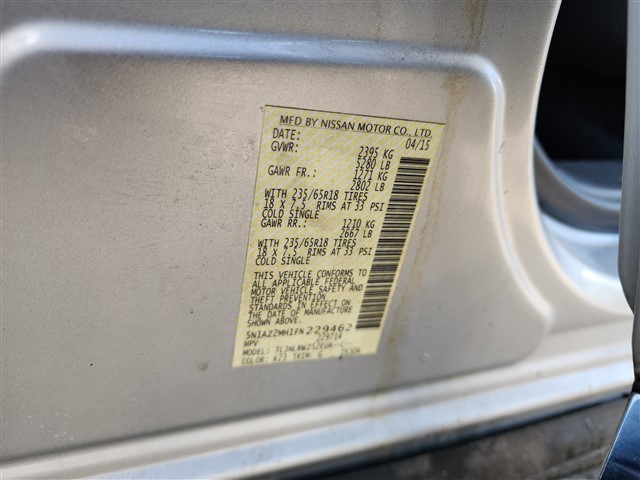 MFD BY NISSAN MOTOR CO., LTD.
DATE: 04/15
GVWR: 2395 KG
5280 LB
GAWR FR.: 1271 KG
2802 LB
WITH 235/65R18 TIRES
18 X 7.5 RIMS AT 33 PSI
COLD SINGLE
GAWR RR.: 1210 KG
2667 LB
WITH 235/65R18 TIRES
18 X 7.5 RIMS AT 33 PSI
COLD SINGLE
THIS VEHICLE CONFORMS TO
ALL APPLICABLE FEDERAL
MOTOR VEHICLE SAFETY AND
THEFT PREVENTION
STANDARDS IN EFFECT ON
THE DATE OF MANUFACTURE
SHOWN ABOVE.
5N1AZ2MH1FN229462
MPV
MODEL:
COLOR: K23 TRIM: G